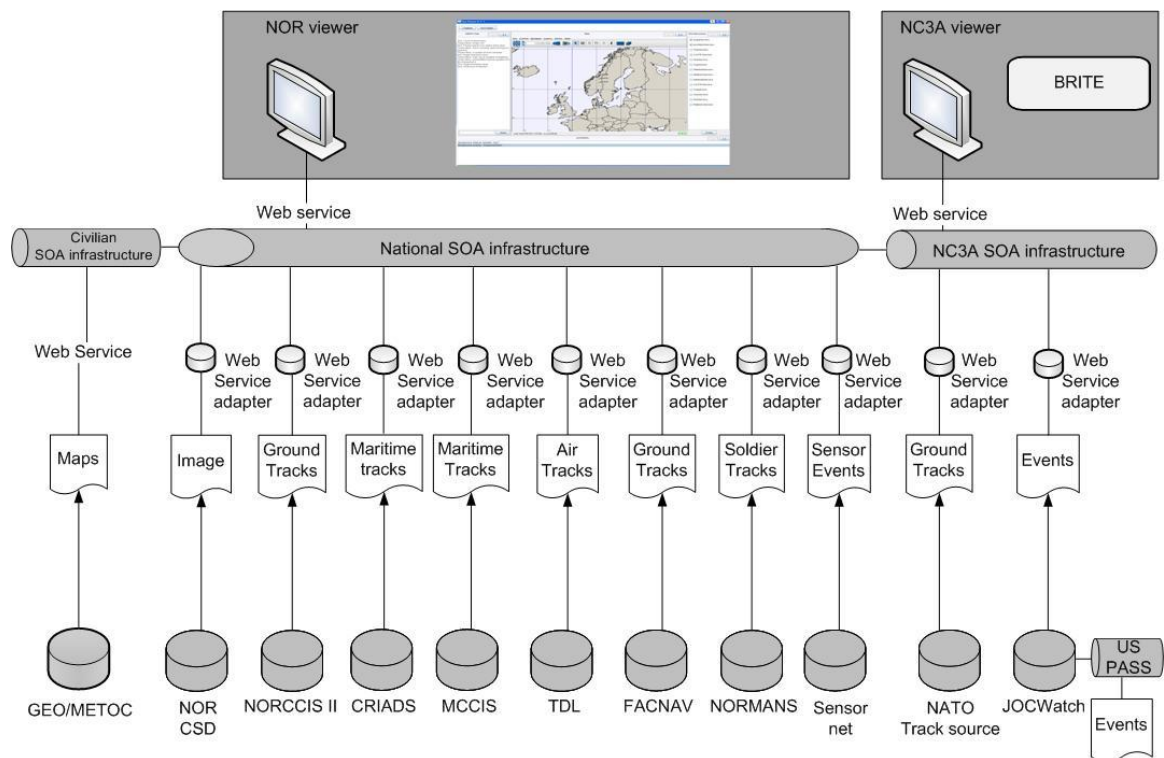 NOR viewer
NC3A viewer
BRITE
Web service
Web service
Civilian
SOA infrastructure
National SOA infrastructure
NC3A SOA infrastructure
Web Service
Web
Service
adapter
Web
Service
adapter
Web
Service
adapter
Web
Service
adapter
Web
Service
adapter
Web
Service
adapter
Web
Service
adapter
Web
Service
adapter
Web
Service
adapter
Web
Service
adapter
Maps
Image
Ground
Tracks
Maritime
tracks
Maritime
Tracks
Air
Tracks
Ground
Tracks
Soldier
Tracks
Sensor
Events
Ground
Tracks
Events
GEO/METOC
NOR
CSD
NORCCIS II
CRIADS
MCCIS
TDL
FACNAV
NORMANS
Sensor
net
NATO
Track source
JOCWatch
US
PASS
Events